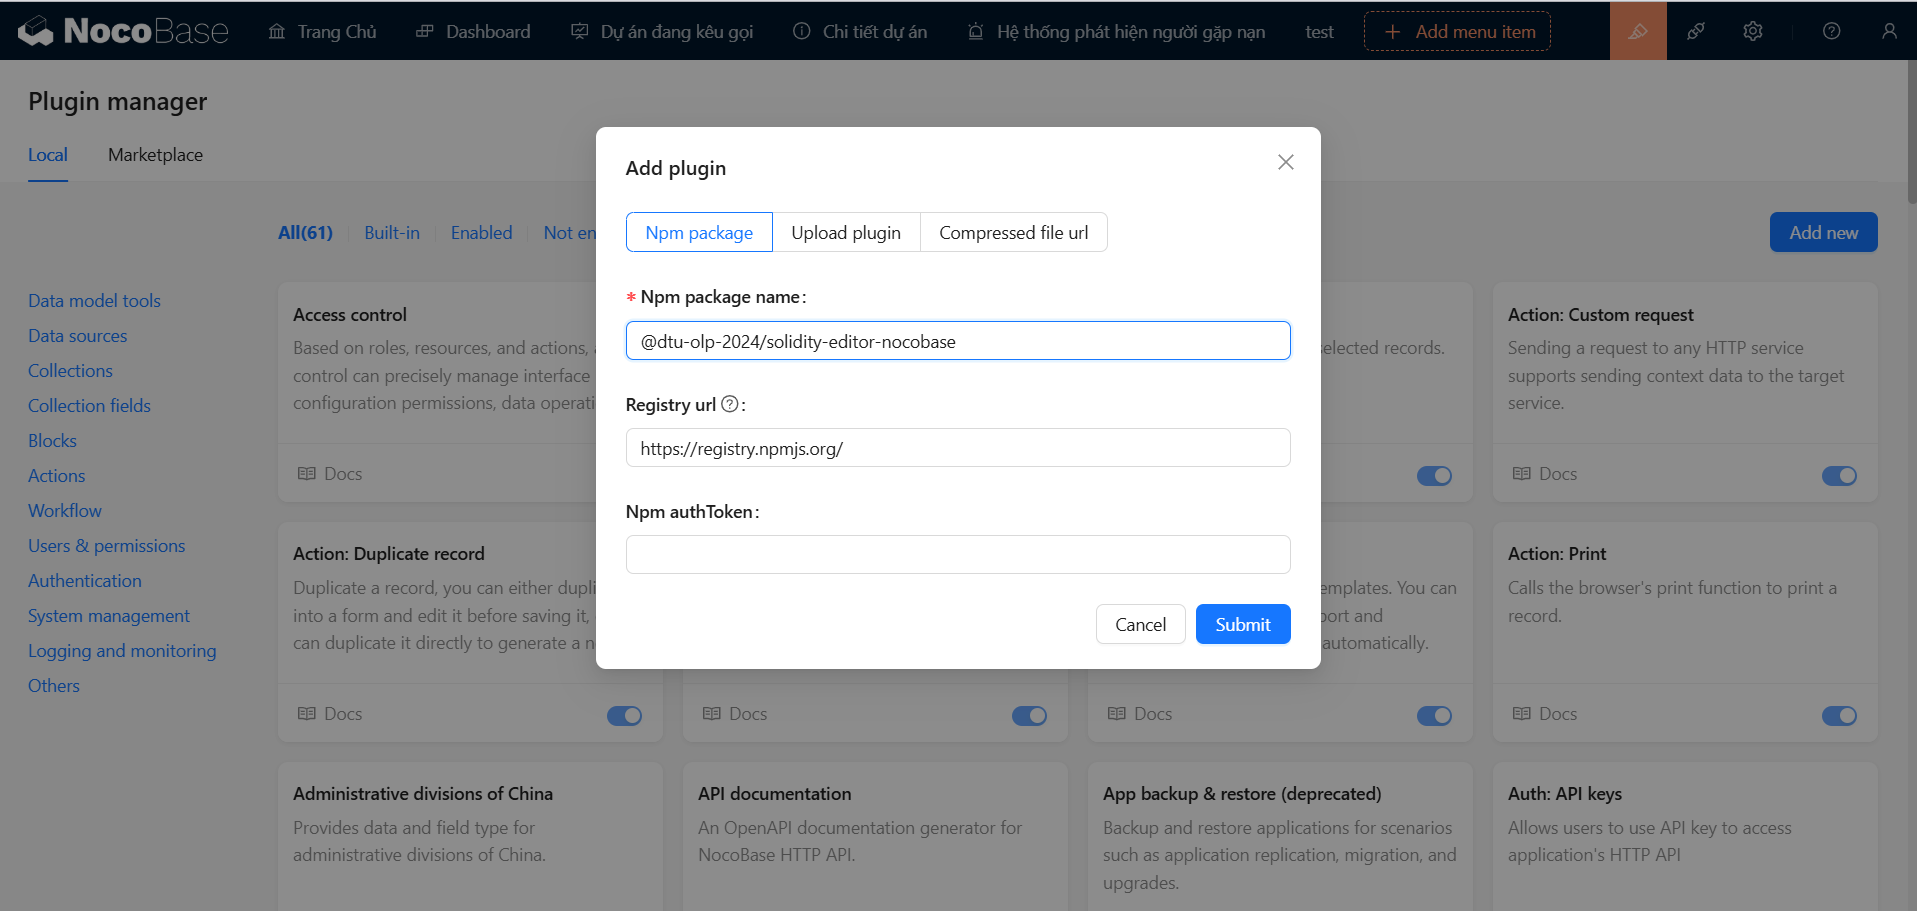 NocoBase Trang Chủ Dashboard Dự án đang kêu gọi Chi tiết dự án Hệ thống phát hiện người gặp nạn test + Add menu item
Plugin manager
Local Marketplace
Add plugin
All(61) Built-in Enabled Not en
Add new
Npm package Upload plugin Compressed file url
* Npm package name:
@dtu-olp-2024/solidity-editor-nocobase
Registry url ? :
https://registry.npmjs.org/
Npm authToken:
Cancel Submit
Data model tools
Data sources
Collections
Collection fields
Blocks
Actions
Workflow
Users & permissions
Authentication
System management
Logging and monitoring
Others
Access control
Based on roles, resources, and actions,
control can precisely manage interface
configuration permissions, data operati
Docs
selected records.
Action: Custom request
Sending a request to any HTTP service
supports sending context data to the target
service.
Docs
Action: Duplicate record
Duplicate a record, you can either dupli
into a form and edit it before saving it,
can duplicate it directly to generate a n
Docs
Docs
emplates. You can
port and
automatically.
Docs
Action: Print
Calls the browser's print function to print a
record.
Docs
Administrative divisions of China
Provides data and field type for
administrative divisions of China.
API documentation
An OpenAPI documentation generator for
NocoBase HTTP API.
App backup & restore (deprecated)
Backup and restore applications for scenarios
such as application replication, migration, and
upgrades.
Auth: API keys
Allows users to use API key to access
application's HTTP API